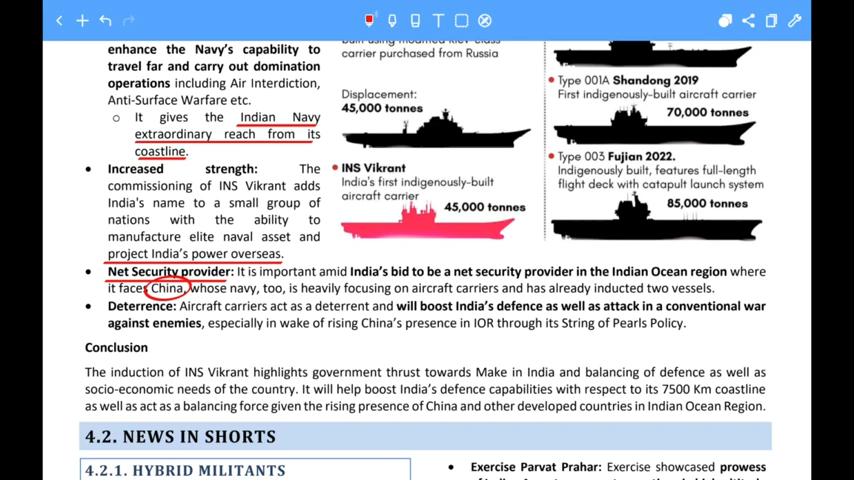 T
enhance the Navy's capability to
travel far and carry out domination
operations including Air Interdiction,
Anti-Surface Warfare etc.
o It gives the Indian Navy
extraordinary reach from its
coastline.
• Increased strength: The
commissioning of INS Vikrant adds
India's name to a small group of
nations with the ability to
manufacture elite naval asset and
project India's power overseas.
carrier purchased from Russia
Displacement:
45,000 tonnes
INS Vikrant
India's first indigenously-built
aircraft carrier
45,000 tonnes
Type 001A Shandong 2019
First indigenously-built aircraft carrier
70,000 tonnes
Type 003 Fujian 2022.
Indigenously built, features full-length
flight deck with catapult launch system
85,000 tonnes
• Net Security provider: It is important amid India's bid to be a net security provider in the Indian Ocean region where
it faces China, whose navy, too, is heavily focusing on aircraft carriers and has already inducted two vessels.
• Deterrence: Aircraft carriers act as a deterrent and will boost India's defence as well as attack in a conventional war
against enemies, especially in wake of rising China's presence in IOR through its String of Pearls Policy.
Conclusion
The induction of INS Vikrant highlights government thrust towards Make in India and balancing of defence as well as
socio-economic needs of the country. It will help boost India's defence capabilities with respect to its 7500 Km coastline
as well as act as a balancing force given the rising presence of China and other developed countries in Indian Ocean Region.
4.2. NEWS IN SHORTS
4.2.1. HYBRID MILITANTS
• Exercise Parvat Prahar: Exercise showcased prowess